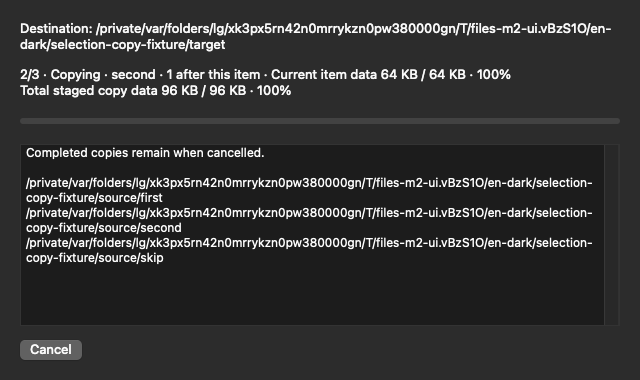 Destination: /private/var/folders/lg/xk3px5rn42n0mrrykzn0pw380000gn/T/files-m2-ui.vBzS1O/en-
dark/selection-copy-fixture/target
2/3 · Copying · second · 1 after this item · Current item data 64 KB / 64 KB · 100%
Total staged copy data 96 KB / 96 KB · 100%
Completed copies remain when cancelled.
/private/var/folders/lg/xk3px5rn42n0mrrykzn0pw380000gn/T/files-m2-ui.vBzS1O/en-dark/selection-
copy-fixture/source/first
/private/var/folders/lg/xk3px5rn42n0mrrykzn0pw380000gn/T/files-m2-ui.vBzS1O/en-dark/selection-
copy-fixture/source/second
/private/var/folders/lg/xk3px5rn42n0mrrykzn0pw380000gn/T/files-m2-ui.vBzS1O/en-dark/selection-
copy-fixture/source/skip
Cancel